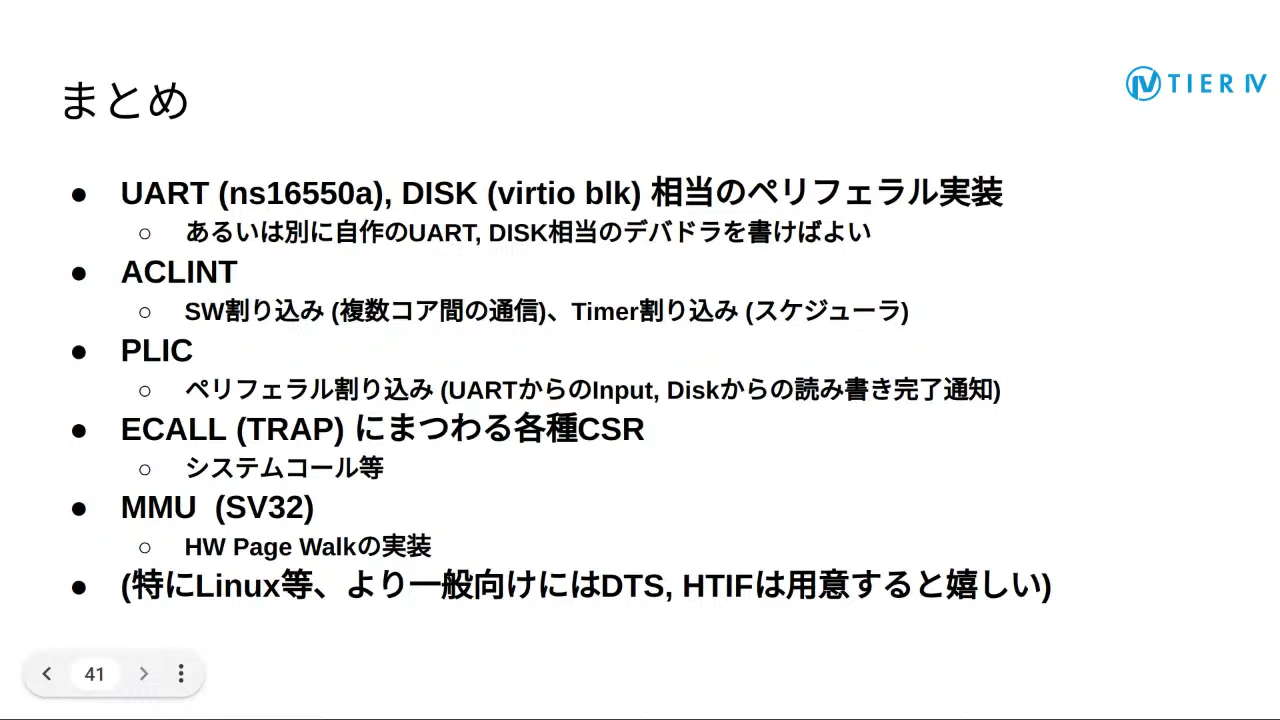 まとめ
TIER IV
● UART (ns16550a), DISK (virtio blk) 相当のペリフェラル実装
○ あるいは別に自作のUART, DISK相当のデバドラを書けばよい
● ACLINT
○ SW割り込み (複数コア間の通信)、Timer割り込み (スケジューラ)
● PLIC
○ ペリフェラル割り込み (UARTからのInput, Diskからの読み書き完了通知)
● ECALL (TRAP) にまつわる各種CSR
○ システムコール等
● MMU (SV32)
○ HW Page Walkの実装
● (特にLinux等、より一般向けにはDTS, HTIFは用意すると嬉しい)
41